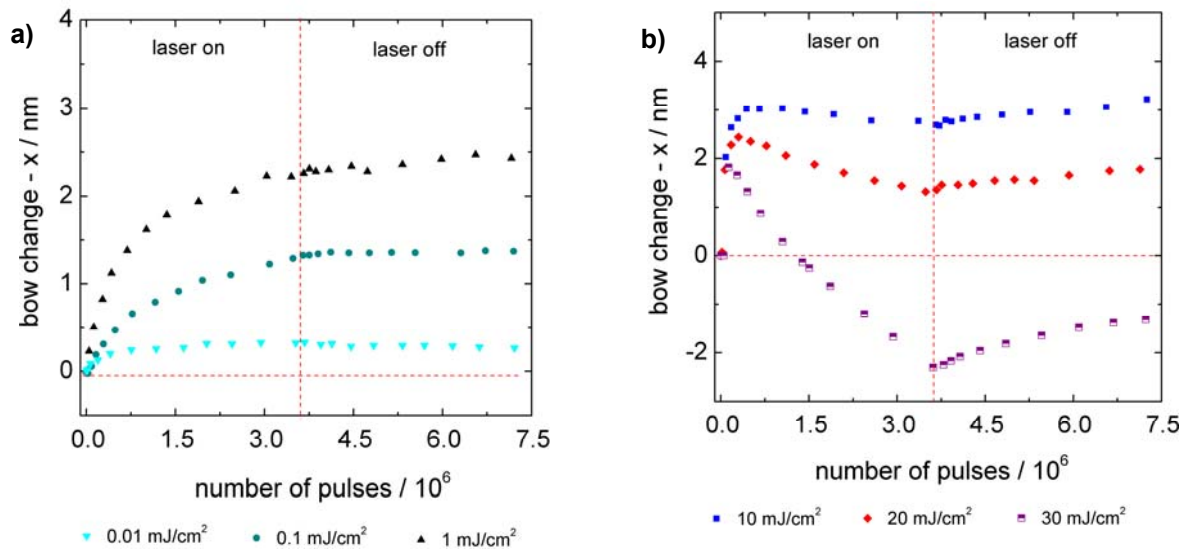 a)
laser on
laser off
4
3
2
1
0
bow change - x / nm
0.0
1.5
3.0
4.5
6.0
7.5
number of pulses / 10⁶
0.01 mJ/cm²
0.1 mJ/cm²
1 mJ/cm²
b)
laser on
laser off
4
2
0
-2
bow change - x / nm
0.0
1.5
3.0
4.5
6.0
7.5
number of pulses / 10⁶
10 mJ/cm²
20 mJ/cm²
30 mJ/cm²